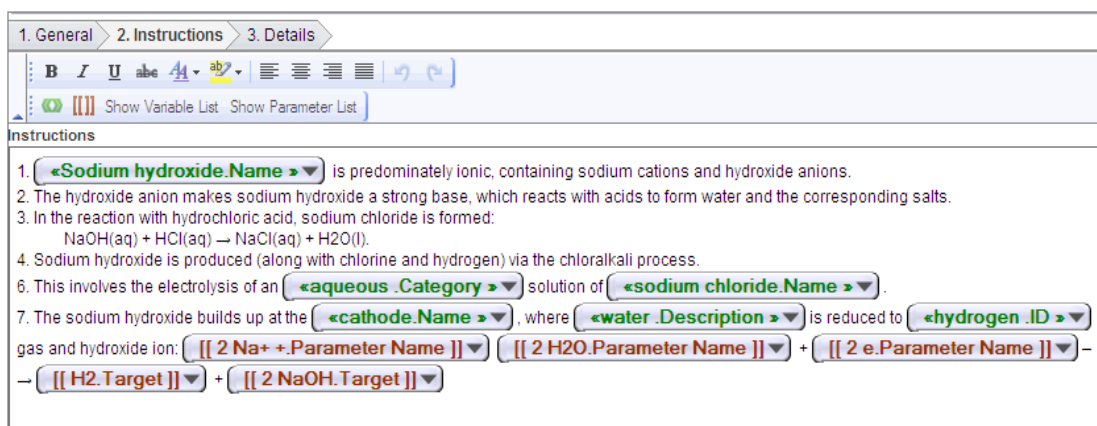 1. General 2. Instructions 3. Details
B I U abc A ab
[[]] Show Variable List Show Parameter List
Instructions
1. «Sodium hydroxide.Name » is predominately ionic, containing sodium cations and hydroxide anions.
2. The hydroxide anion makes sodium hydroxide a strong base, which reacts with acids to form water and the corresponding salts.
3. In the reaction with hydrochloric acid, sodium chloride is formed:
NaOH(aq) + HCl(aq) → NaCl(aq) + H2O(l).
4. Sodium hydroxide is produced (along with chlorine and hydrogen) via the chloralkali process.
6. This involves the electrolysis of an «aqueous .Category » solution of «sodium chloride.Name » .
7. The sodium hydroxide builds up at the «cathode.Name » , where «water .Description » is reduced to «hydrogen .ID »
gas and hydroxide ion: [[ 2 Na+ +.Parameter Name ]] [[ 2 H2O.Parameter Name ]] + [[ 2 e.Parameter Name ]] –
→ [[ H2.Target ]] + [[ 2 NaOH.Target ]]